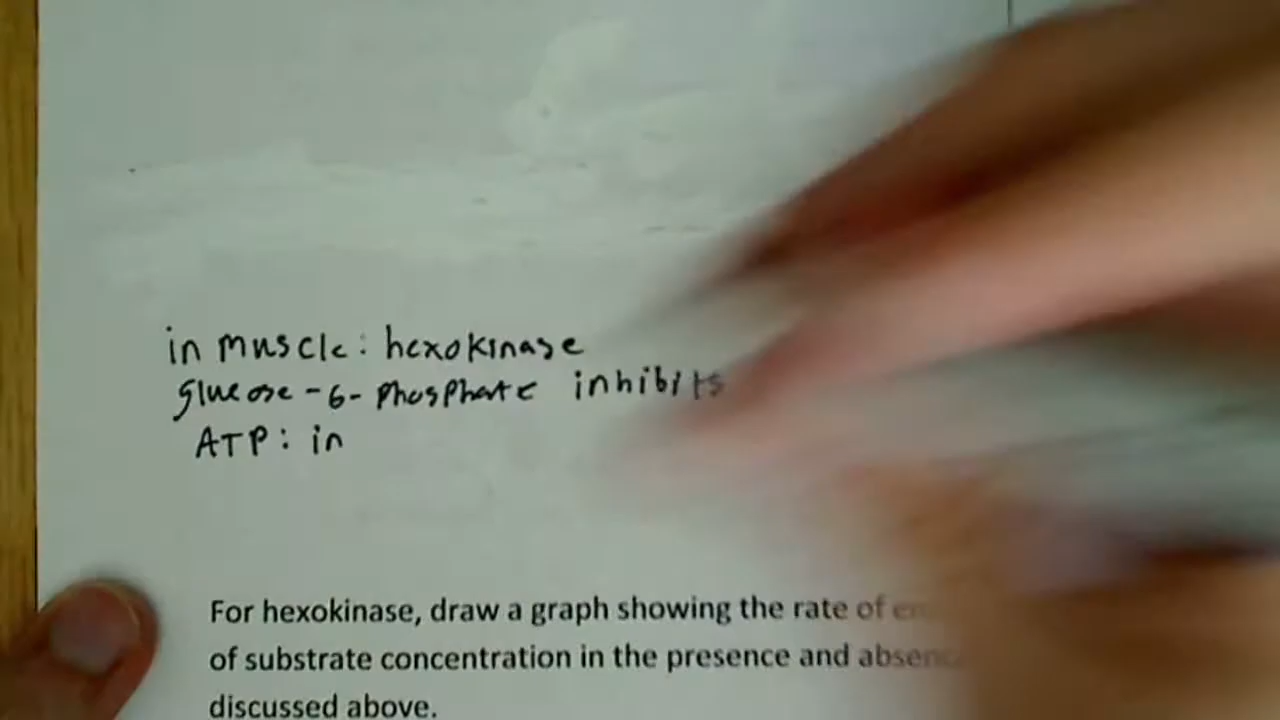 in muscle: hexokinase
glucose-6-phosphate inhibits
ATP: in
For hexokinase, draw a graph showing the rate of
of substrate concentration in the presence and
discussed above.